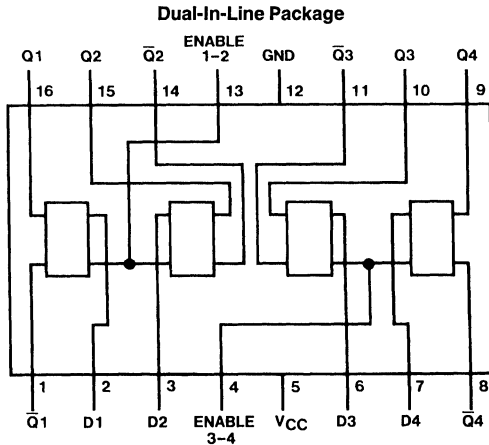 Dual-In-Line Package
Q1 Q2 Q̅2 ENABLE 1-2 GND Q̅3 Q3 Q4
16 15 14 13 12 11 10 9
1 2 3 4 5 6 7 8
Q̅1 D1 D2 ENABLE 3-4 VCC D3 D4 Q̅4